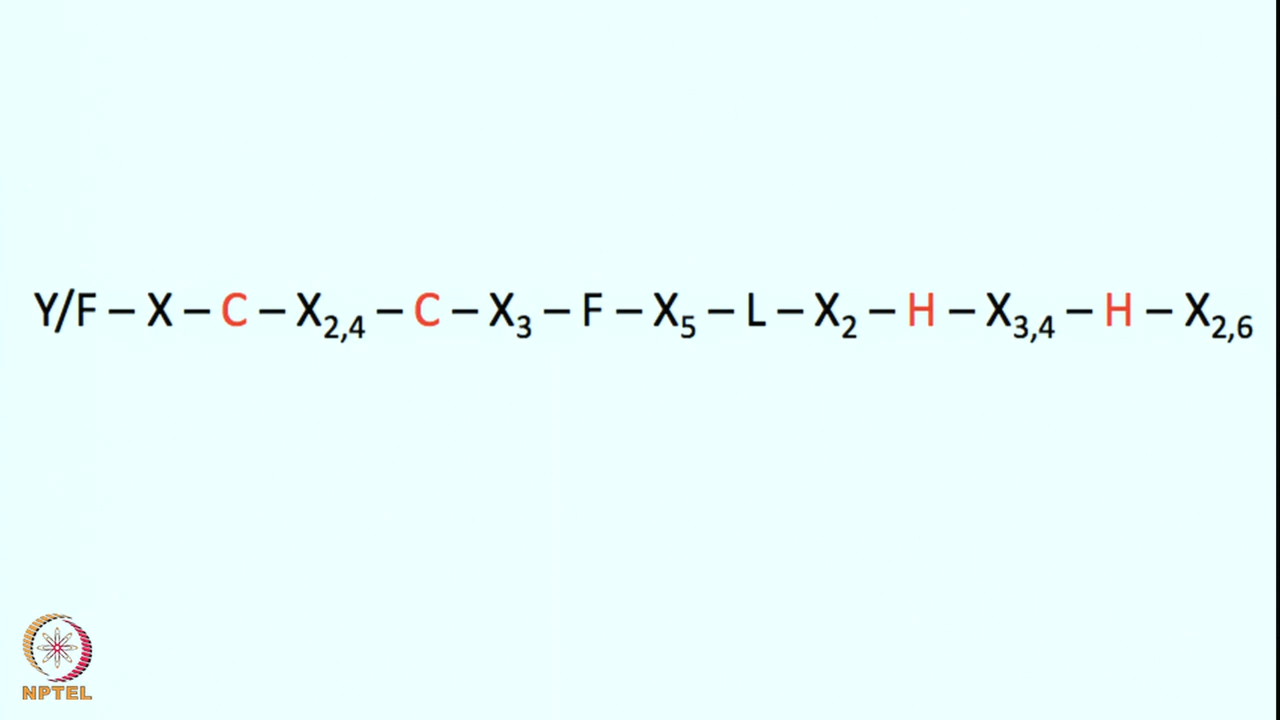 Y/F – X – C – X₂,₄ – C – X₃ – F – X₅ – L – X₂ – H – X₃,₄ – H – X₂,₆
NPTEL